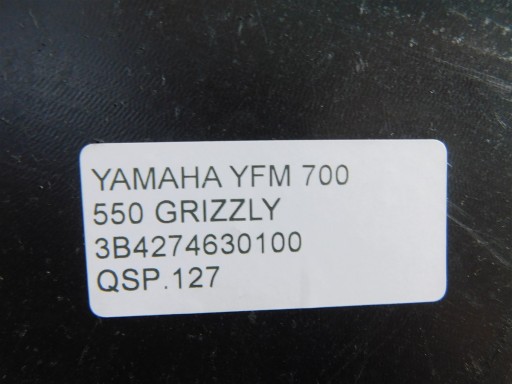 YAMAHA YFM 700
550 GRIZZLY
3B4274630100
QSP.127